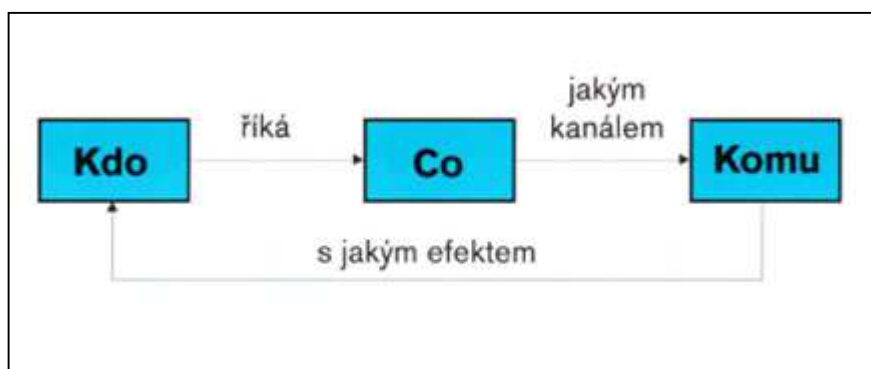 Kdo
říká
Co
jakým
kanálem
Komu
s jakým efektem